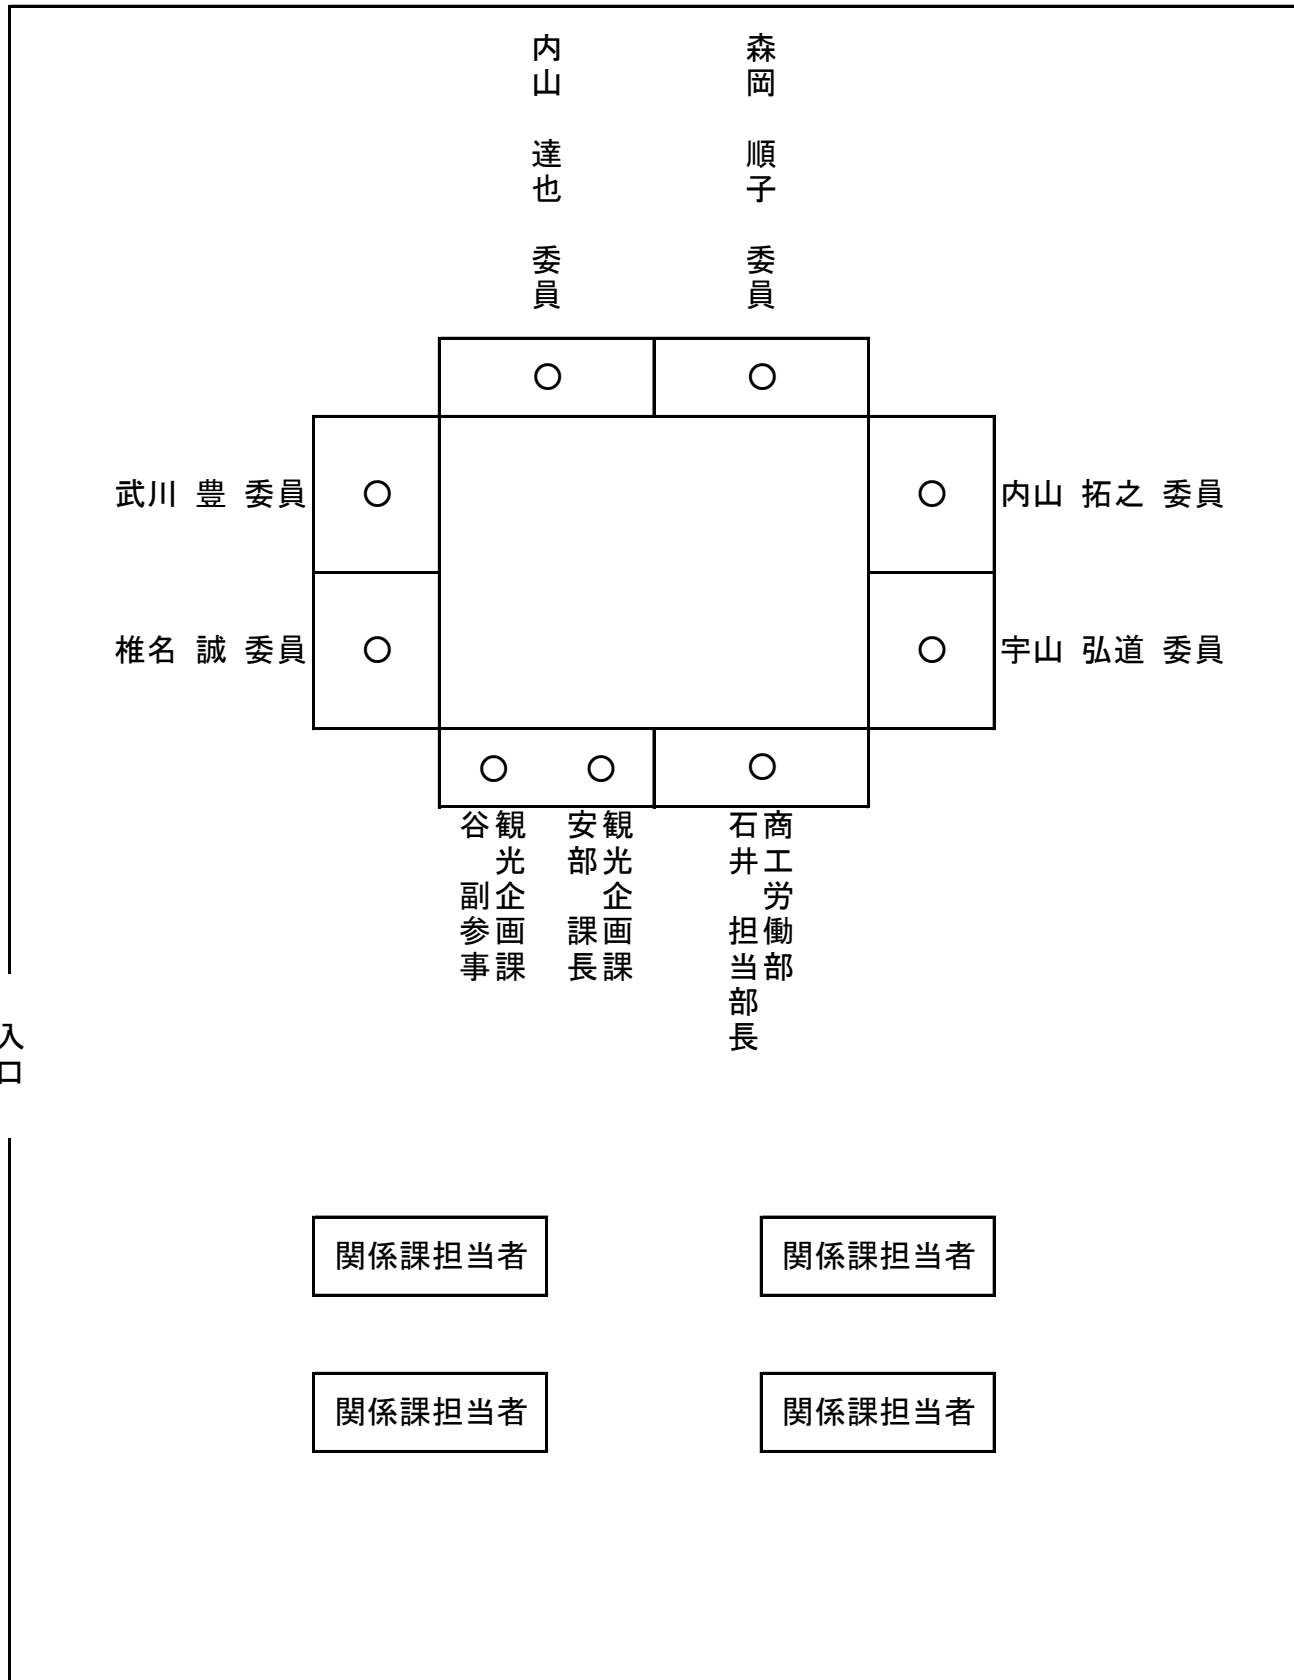 内山 達也 委員
森岡 順子 委員
武川 豊 委員
内山 拓之 委員
椎名 誠 委員
宇山 弘道 委員
観光企画課
谷 副参事
観光企画課
安部 課長
商工労働部
石井 担当部長
入口
関係課担当者
関係課担当者
関係課担当者
関係課担当者